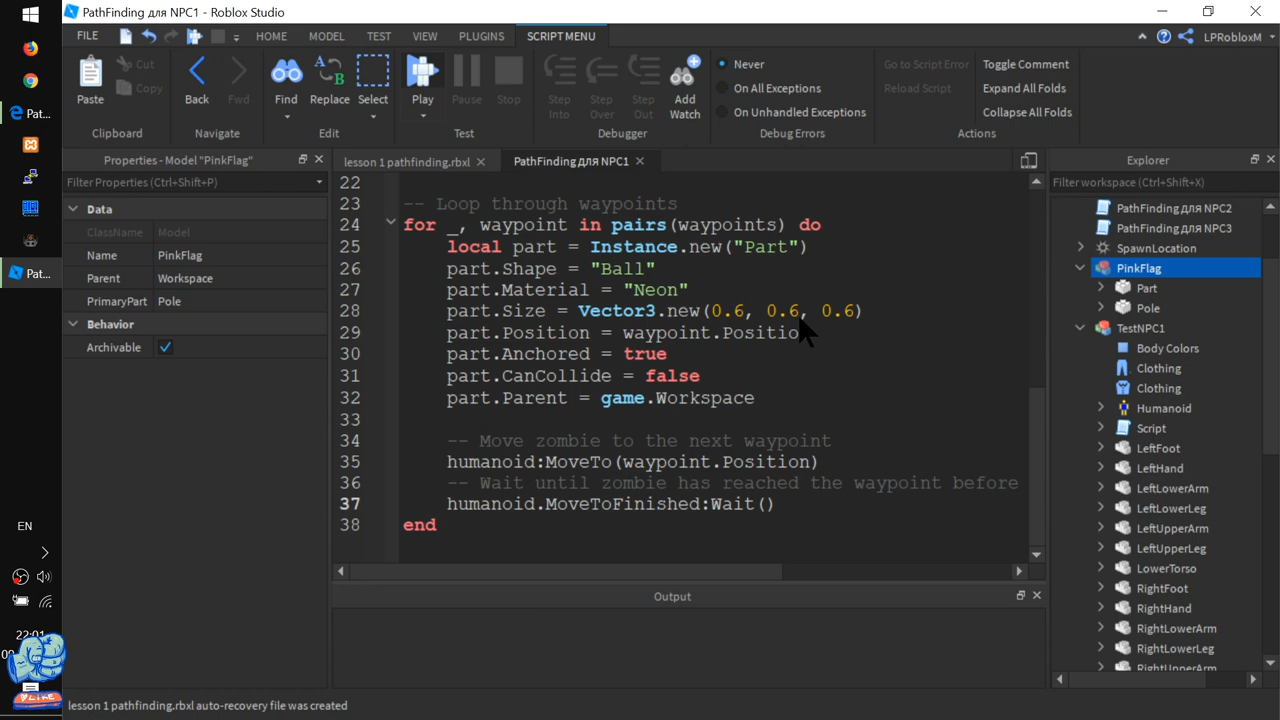 PathFinding для NPC1 - Roblox Studio
FILE
HOME
MODEL
TEST
VIEW
PLUGINS
SCRIPT MENU
LPRobloxM
Paste
Cut
Copy
Clipboard
Back
Fwd
Navigate
Find
Replace
Select
Edit
Play
Pause
Stop
Test
Step Into
Step Over
Step Out
Add Watch
Debugger
Never
On All Exceptions
On Unhandled Exceptions
Debug Errors
Go to Script Error
Reload Script
Toggle Comment
Expand All Folds
Collapse All Folds
Actions
Pat...
Pat...
EN
22:01
LIKE
Properties - Model "PinkFlag"
Filter Properties (Ctrl+Shift+P)
Data
ClassName Model
Name PinkFlag
Parent Workspace
PrimaryPart Pole
Behavior
Archivable
lesson 1 pathfinding.rbxl
PathFinding для NPC1
22
23 -- Loop through waypoints
24 for _, waypoint in pairs(waypoints) do
25 local part = Instance.new("Part")
26 part.Shape = "Ball"
27 part.Material = "Neon"
28 part.Size = Vector3.new(0.6, 0.6, 0.6)
29 part.Position = waypoint.Positio
30 part.Anchored = true
31 part.CanCollide = false
32 part.Parent = game.Workspace
33
34 -- Move zombie to the next waypoint
35 humanoid:MoveTo(waypoint.Position)
36 -- Wait until zombie has reached the waypoint before
37 humanoid.MoveToFinished:Wait()
38 end
Output
Explorer
Filter workspace (Ctrl+Shift+X)
PathFinding для NPC2
PathFinding для NPC3
SpawnLocation
PinkFlag
Part
Pole
TestNPC1
Body Colors
Clothing
Clothing
Humanoid
Script
LeftFoot
LeftHand
LeftLowerArm
LeftLowerLeg
LeftUpperArm
LeftUpperLeg
LowerTorso
RightFoot
RightHand
RightLowerArm
RightLowerLeg
RightUpperArm
lesson 1 pathfinding.rbxl auto-recovery file was created